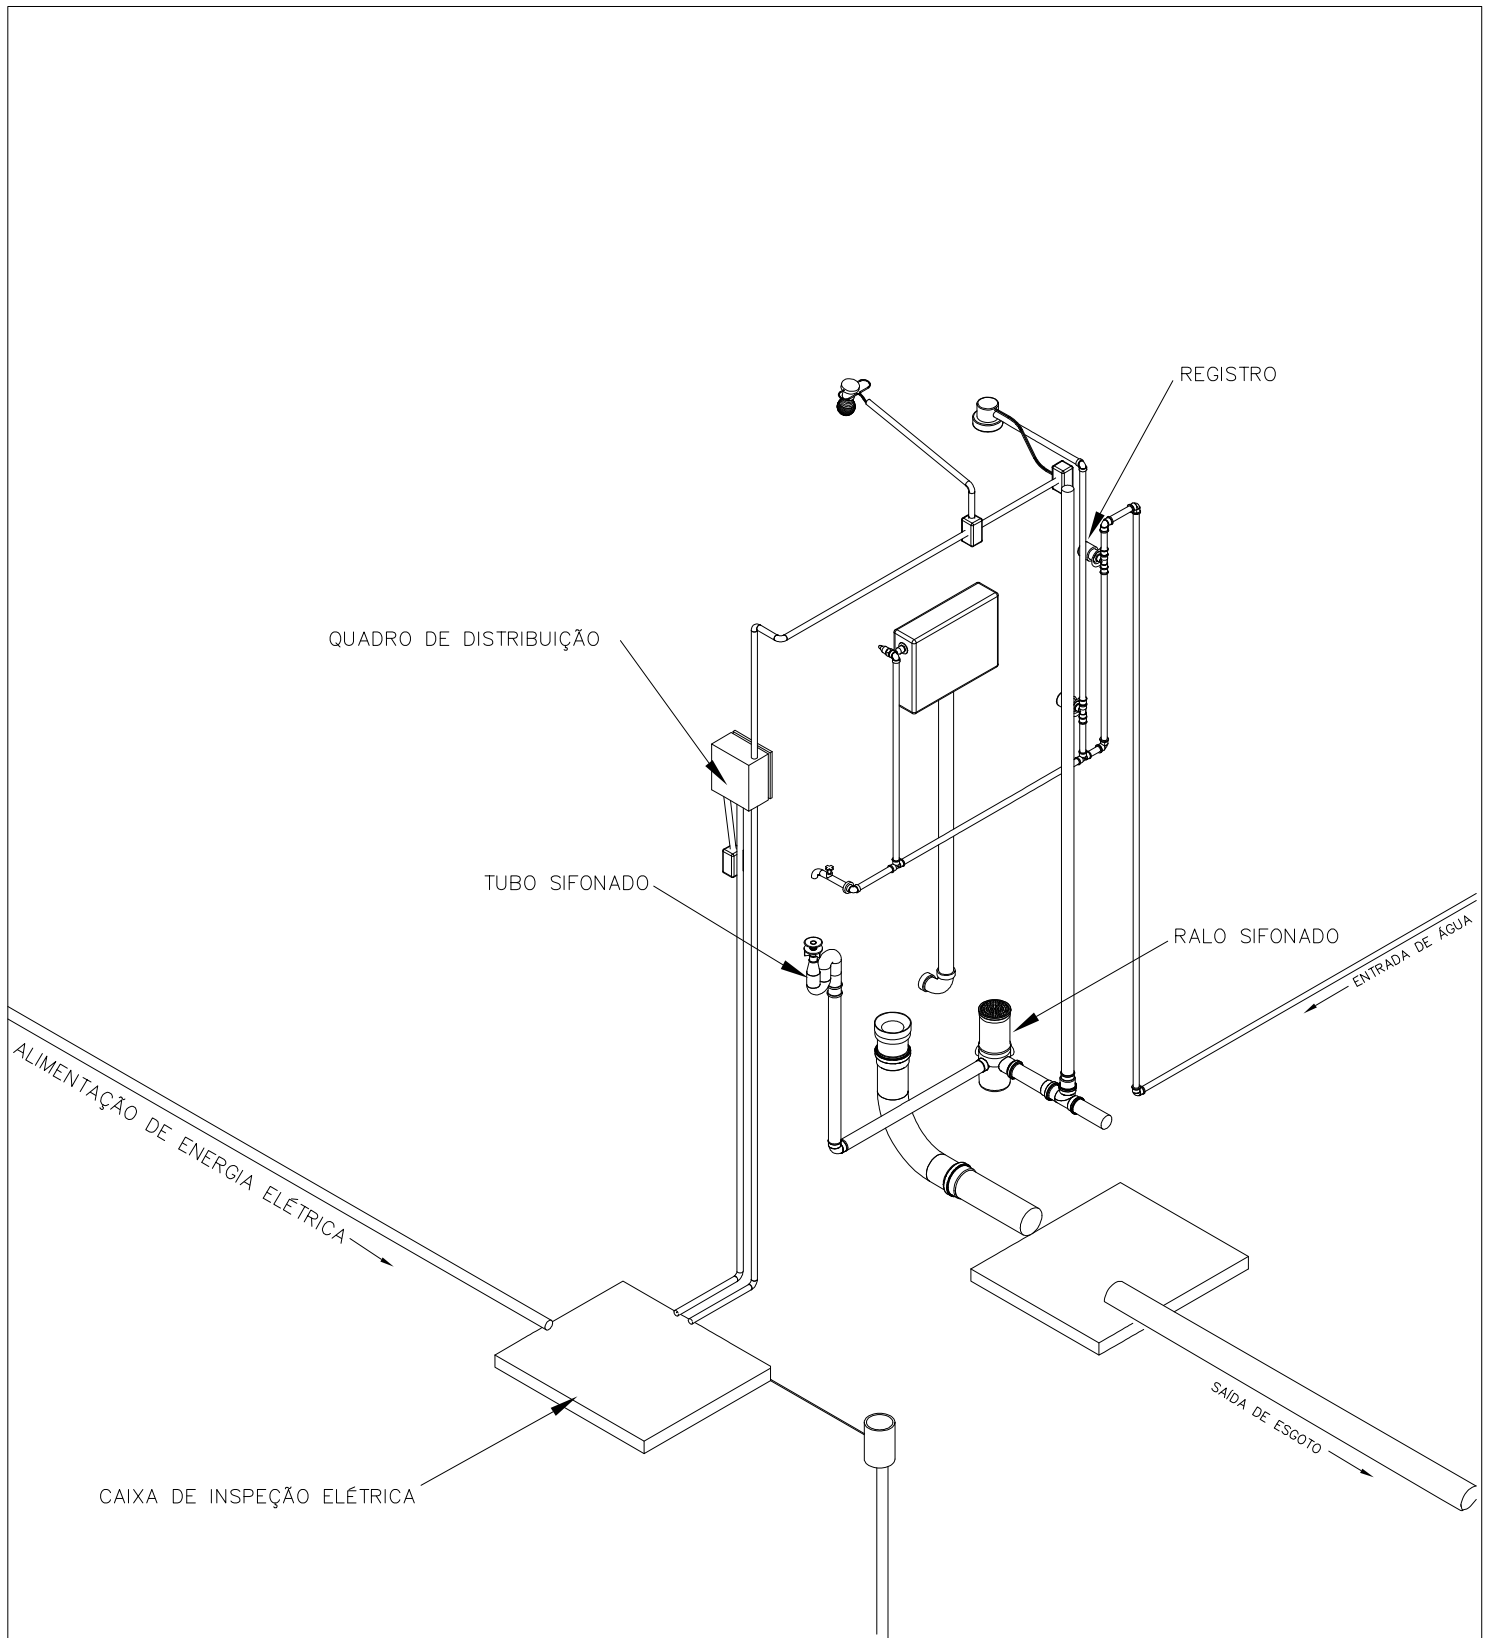 REGISTRO
QUADRO DE DISTRIBUIÇÃO
TUBO SIFONADO
RALO SIFONADO
ENTRADA DE ÁGUA
ALIMENTAÇÃO DE ENERGIA ELÉTRICA
SAÍDA DE ESGOTO
CAIXA DE INSPEÇÃO ELÉTRICA